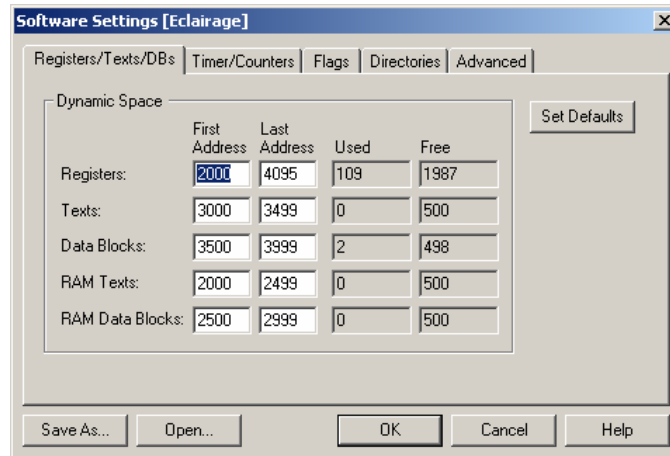 Software Settings [Eclairage]
Registers/Texts/DBs Timer/Counters Flags Directories Advanced
Dynamic Space
Set Defaults
First Address Last Address Used Free
Registers: 2000 4095 109 1987
Texts: 3000 3499 0 500
Data Blocks: 3500 3999 2 498
RAM Texts: 2000 2499 0 500
RAM Data Blocks: 2500 2999 0 500
Save As... Open... OK Cancel Help